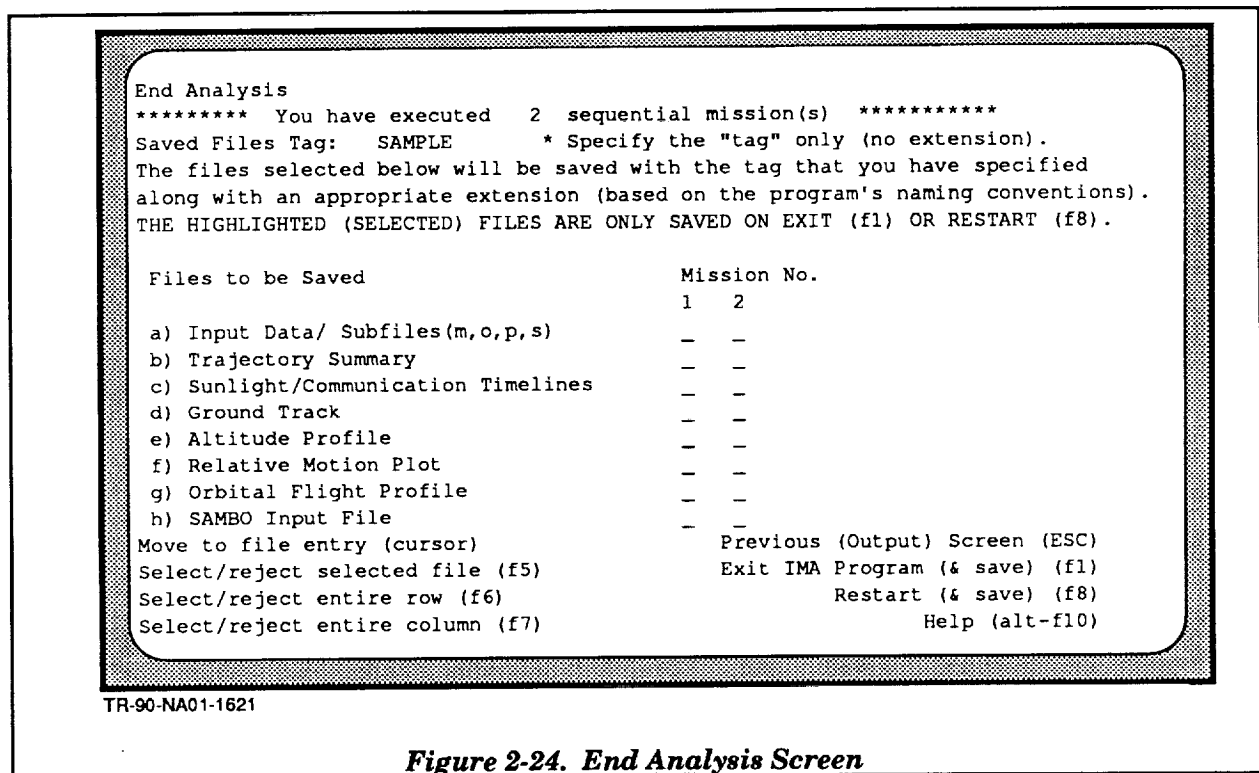 End Analysis
********* You have executed 2 sequential mission(s) ***********
Saved Files Tag: SAMPLE * Specify the "tag" only (no extension).
The files selected below will be saved with the tag that you have specified
along with an appropriate extension (based on the program's naming conventions).
THE HIGHLIGHTED (SELECTED) FILES ARE ONLY SAVED ON EXIT (f1) OR RESTART (f8).
Files to be Saved Mission No.
1 2
a) Input Data/ Subfiles(m,o,p,s) _ _
b) Trajectory Summary _ _
c) Sunlight/Communication Timelines _ _
d) Ground Track _ _
e) Altitude Profile _ _
f) Relative Motion Plot _ _
g) Orbital Flight Profile _ _
h) SAMBO Input File _ _
Move to file entry (cursor) Previous (Output) Screen (ESC)
Select/reject selected file (f5) Exit IMA Program (& save) (f1)
Select/reject entire row (f6) Restart (& save) (f8)
Select/reject entire column (f7) Help (alt-f10)
TR-90-NA01-1621
Figure 2-24. End Analysis Screen